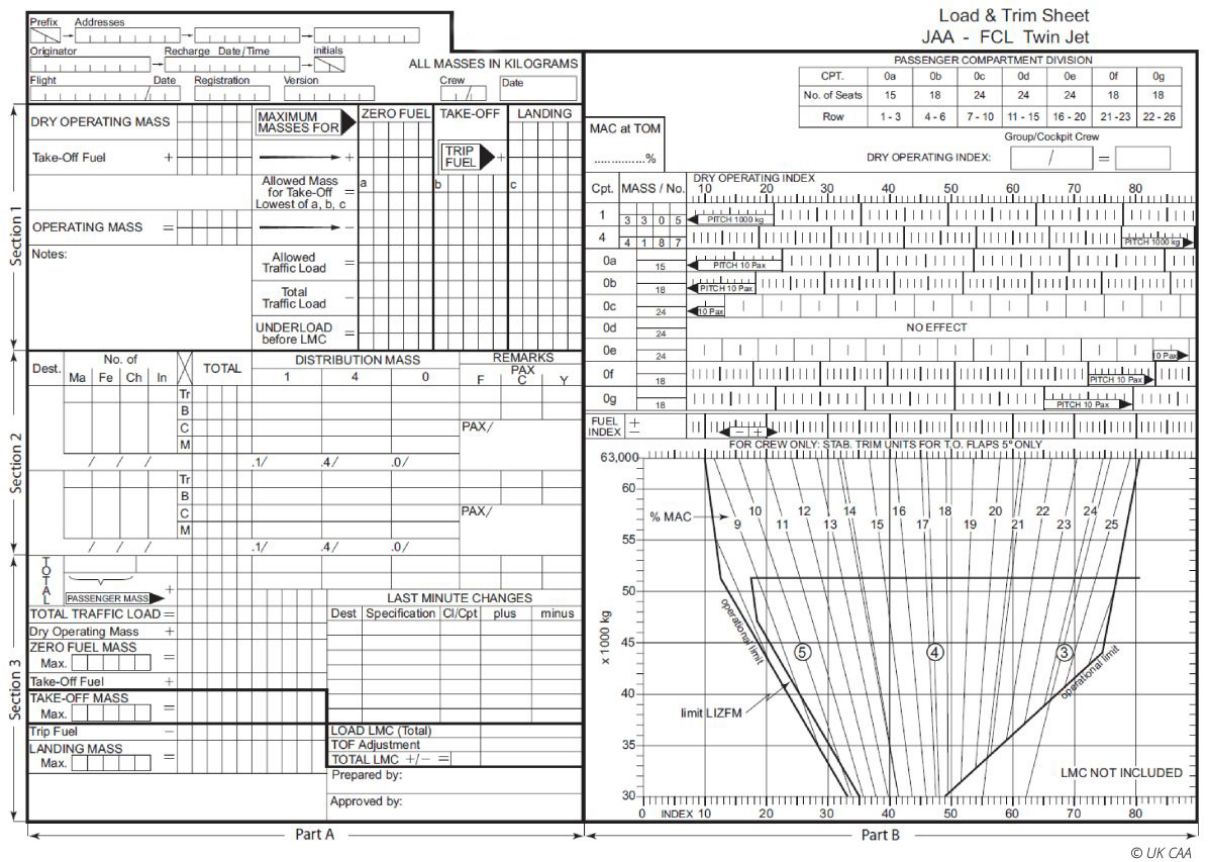 Load & Trim Sheet
JAA - FCL Twin Jet
Prefix Addresses
Originator Recharge Date/Time initials
ALL MASSES IN KILOGRAMS
Flight Date Registration Version Crew Date
/ /
Section 1
DRY OPERATING MASS
MAXIMUM MASSES FOR
ZERO FUEL TAKE-OFF LANDING
Take-Off Fuel + + TRIP FUEL +
Allowed Mass for Take-Off Lowest of a, b, c = a b c
OPERATING MASS = −
Notes:
Allowed Traffic Load =
Total Traffic Load −
UNDERLOAD before LMC =
Section 2
Dest. No. of TOTAL DISTRIBUTION MASS REMARKS
Ma Fe Ch In 1 4 0 PAX
F C Y
Tr
B
C PAX/
M
/ / / .1/ .4/ .0/
Tr
B
C PAX/
M
/ / / .1/ .4/ .0/
Section 3
TOTAL
PASSENGER MASS +
TOTAL TRAFFIC LOAD =
Dry Operating Mass +
ZERO FUEL MASS
Max. =
Take-Off Fuel +
TAKE-OFF MASS
Max. =
Trip Fuel −
LANDING MASS
Max. =
LAST MINUTE CHANGES
Dest Specification Cl/Cpt plus minus
LOAD LMC (Total)
TOF Adjustment
TOTAL LMC +/− =
Prepared by:
Approved by:
Part A
PASSENGER COMPARTMENT DIVISION
CPT. 0a 0b 0c 0d 0e 0f 0g
No. of Seats 15 18 24 24 24 18 18
Row 1 - 3 4 - 6 7 - 10 11 - 15 16 - 20 21 -23 22 - 26
Group/Cockpit Crew
MAC at TOM
..............%
DRY OPERATING INDEX: / =
Cpt. MASS / No. DRY OPERATING INDEX
10 20 30 40 50 60 70 80
1 3 3 0 5 PITCH 1000 kg
4 4 1 8 7 PITCH 1000 kg
0a 15 PITCH 10 Pax
0b 18 PITCH 10 Pax
0c 24 10 Pax
0d 24 NO EFFECT
0e 24 10 Pax
0f 18 PITCH 10 Pax
0g 18 PITCH 10 Pax
FUEL INDEX + − − +
FOR CREW ONLY: STAB. TRIM UNITS FOR T.O. FLAPS 5° ONLY
63,000
60
% MAC 9 10 11 12 13 14 15 16 17 18 19 20 21 22 23 24 25
55
50
x 1000 kg
45
operational limit
5 4 3
operational limit
40
limit LIZFM
35
LMC NOT INCLUDED
30
0 INDEX 10 20 30 40 50 60 70 80
Part B
© UK CAA